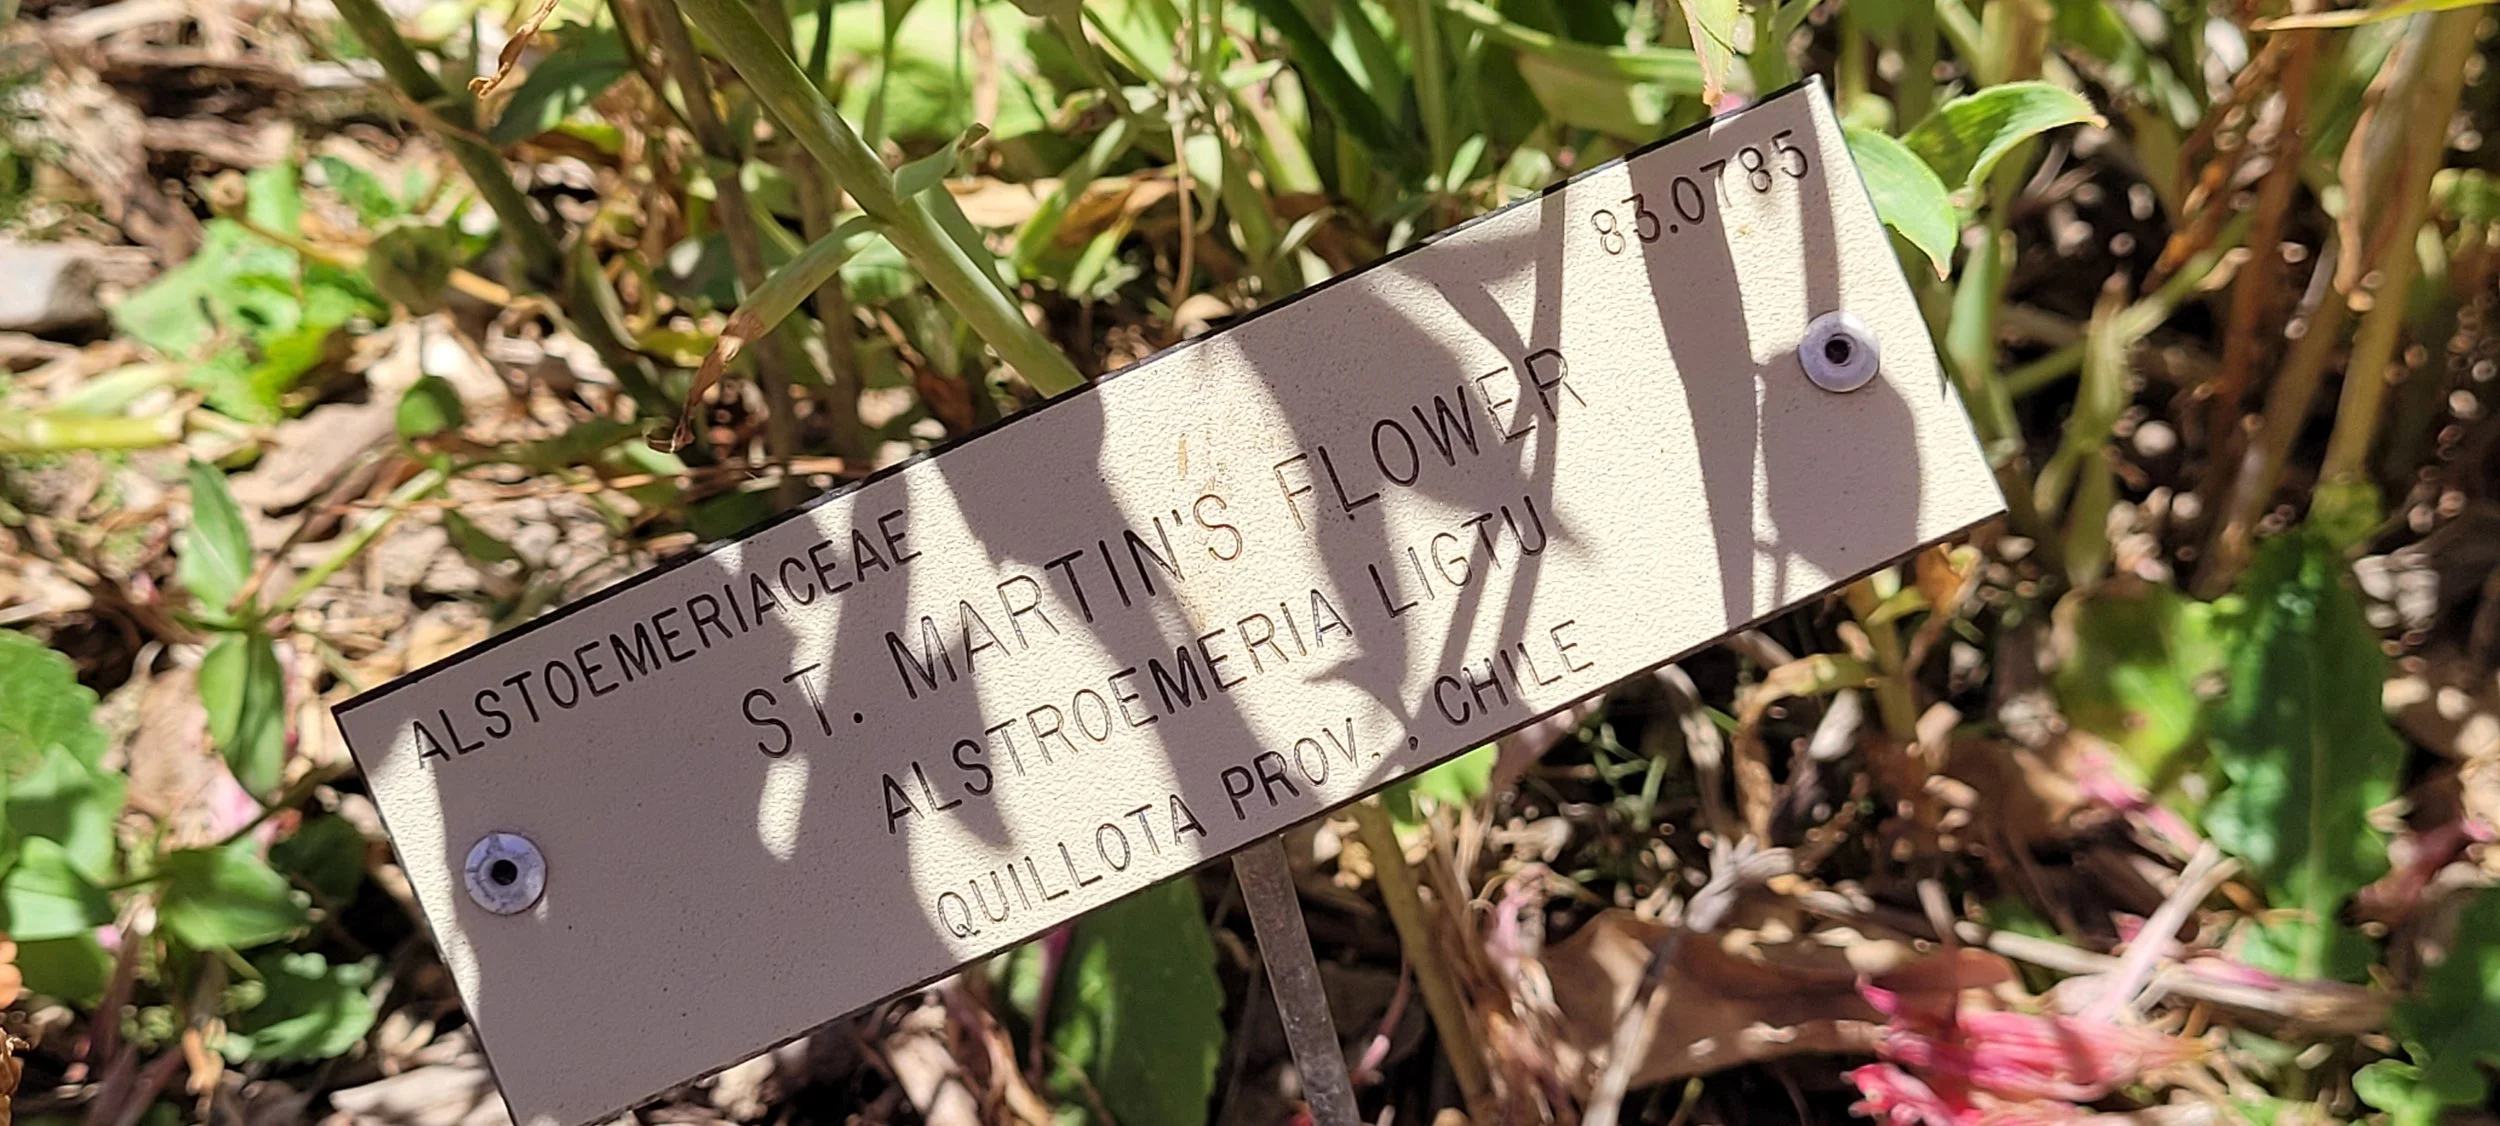 83.0785
ALSTOEMERIACEAE
ST. MARTIN'S FLOWER
ALSTROEMERIA LIGTU
QUILLOTA PROV., CHILE